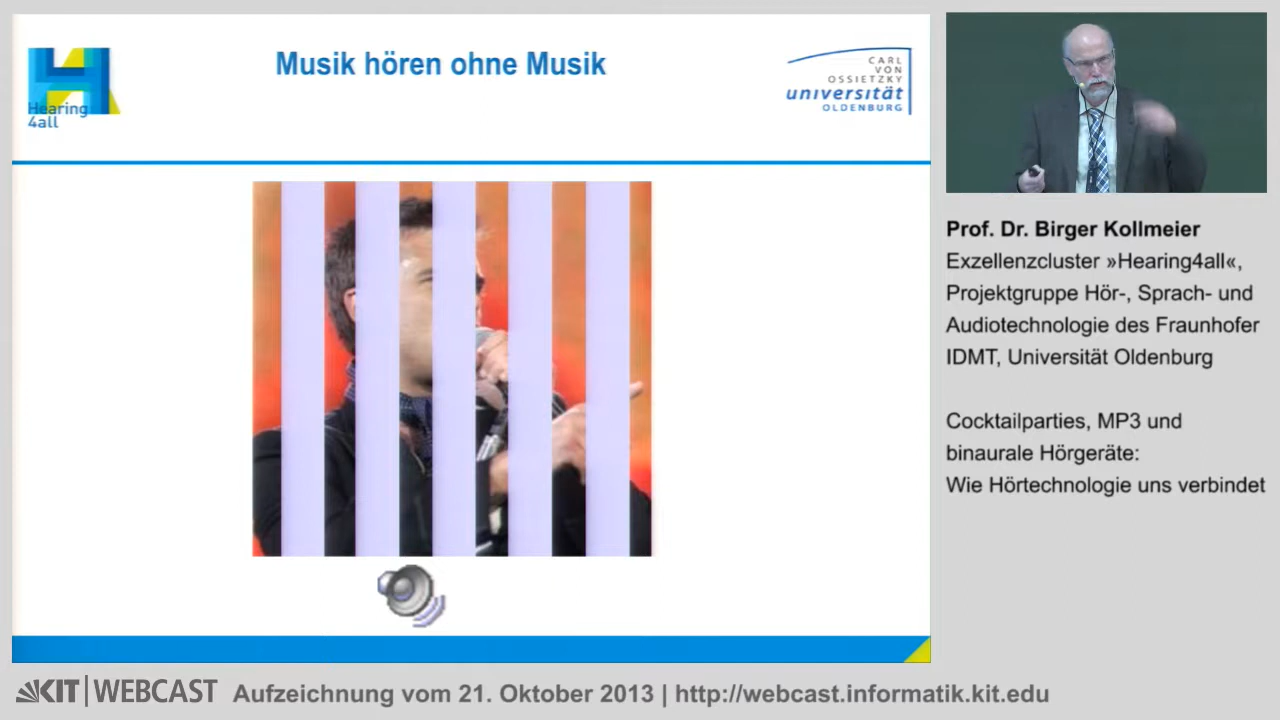 Musik hören ohne Musik
Hearing
4all
CARL
VON
OSSIETZKY
universität
OLDENBURG
Prof. Dr. Birger Kollmeier
Exzellenzcluster »Hearing4all«,
Projektgruppe Hör-, Sprach- und
Audiotechnologie des Fraunhofer
IDMT, Universität Oldenburg
Cocktailparties, MP3 und
binaurale Hörgeräte:
Wie Hörtechnologie uns verbindet
KIT | WEBCAST Aufzeichnung vom 21. Oktober 2013 | http://webcast.informatik.kit.edu